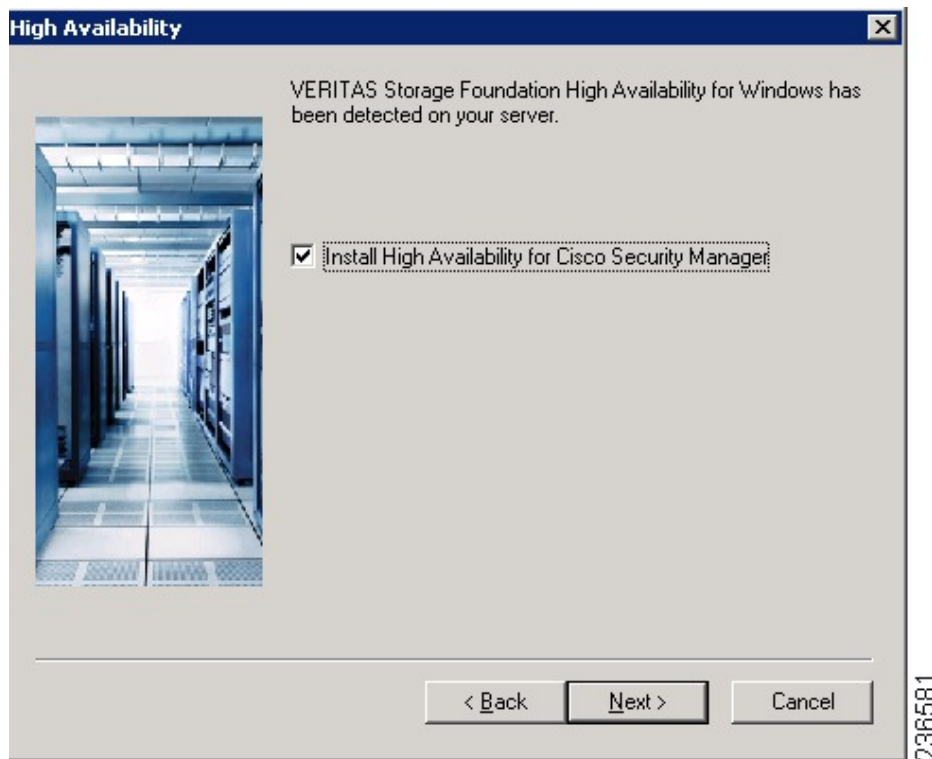 High Availability
VERITAS Storage Foundation High Availability for Windows has
been detected on your server.
Install High Availability for Cisco Security Manager
< Back
Next >
Cancel
236581